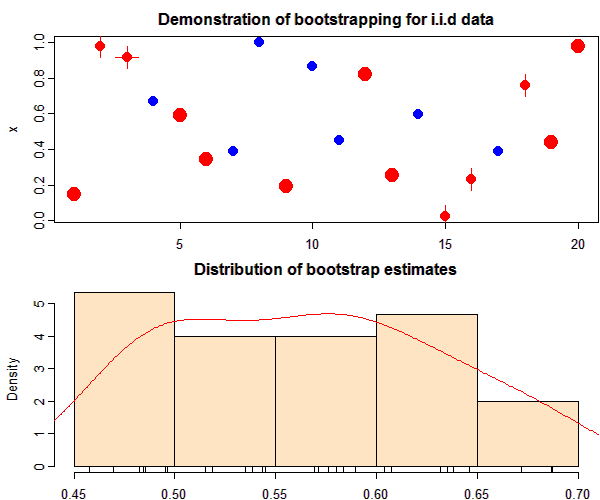 Demonstration of bootstrapping for i.i.d data
x
0.0 0.2 0.4 0.6 0.8 1.0
5 10 15 20
Distribution of bootstrap estimates
Density
0 1 2 3 4 5
0.45 0.50 0.55 0.60 0.65 0.70